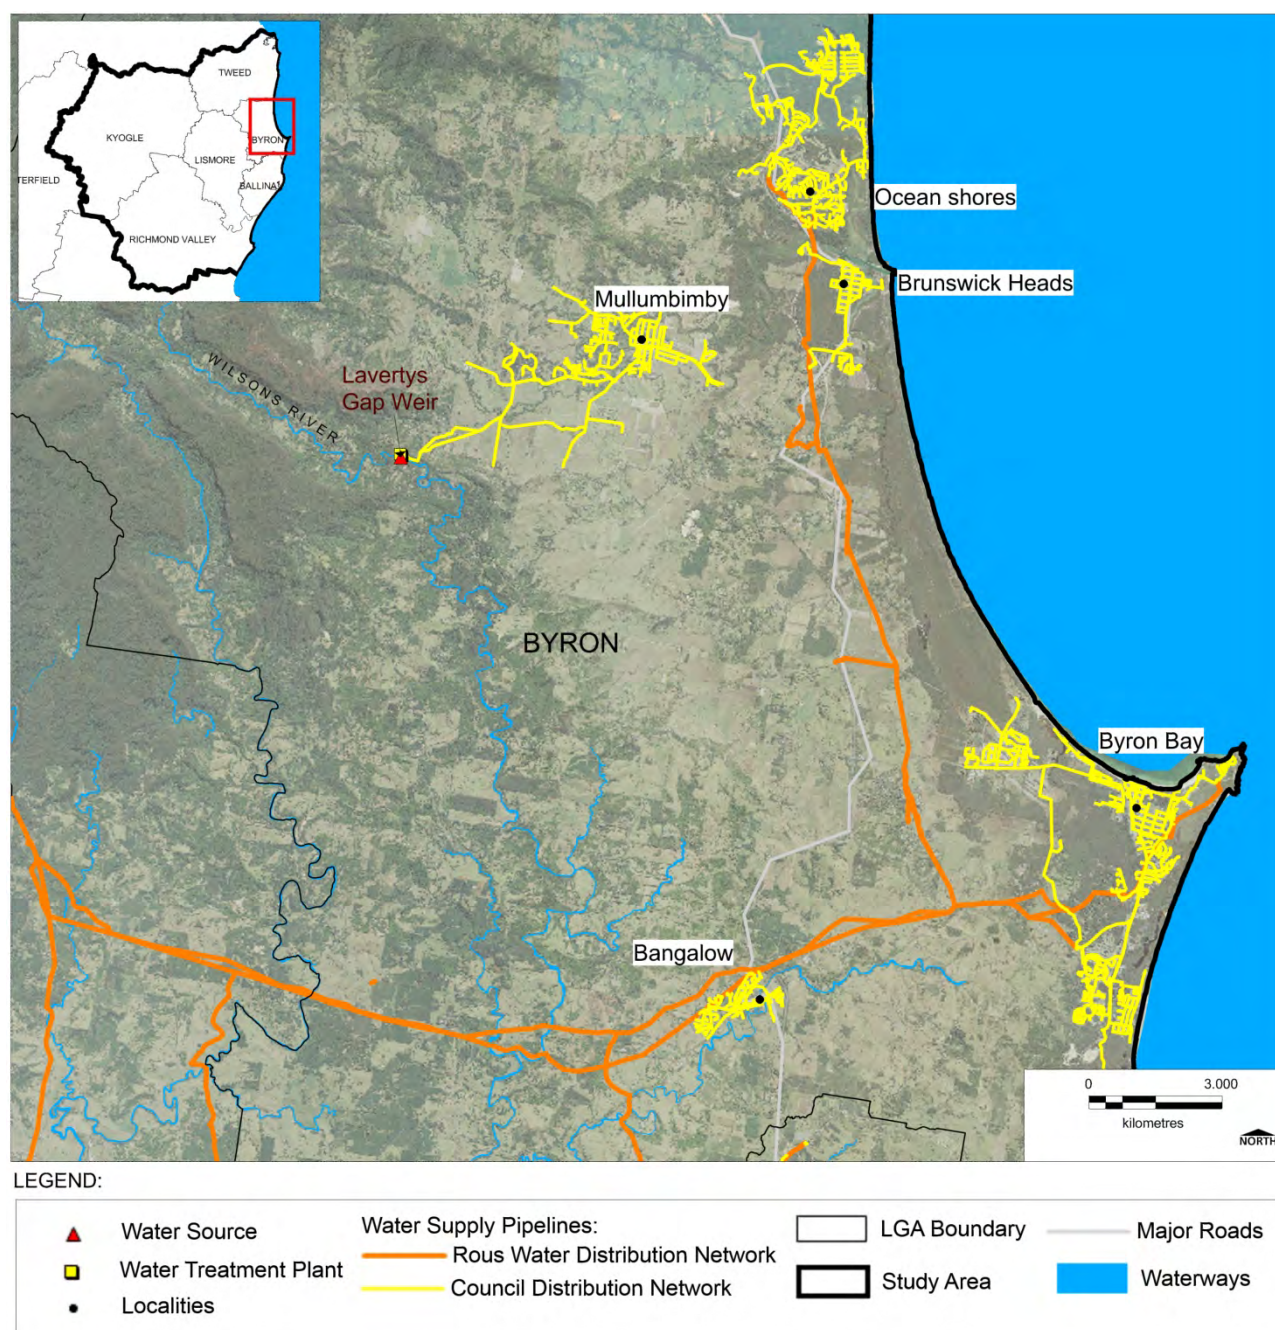 TWEED
KYOGLE
BYRON
LISMORE
TERFIELD
BALLINA
RICHMOND VALLEY
Ocean shores
Brunswick Heads
Mullumbimby
WILSONS RIVER
Lavertys
Gap Weir
BYRON
Byron Bay
Bangalow
0 3.000
kilometres
NORTH
LEGEND:
Water Source
Water Treatment Plant
Localities
Water Supply Pipelines:
Rous Water Distribution Network
Council Distribution Network
LGA Boundary
Study Area
Major Roads
Waterways